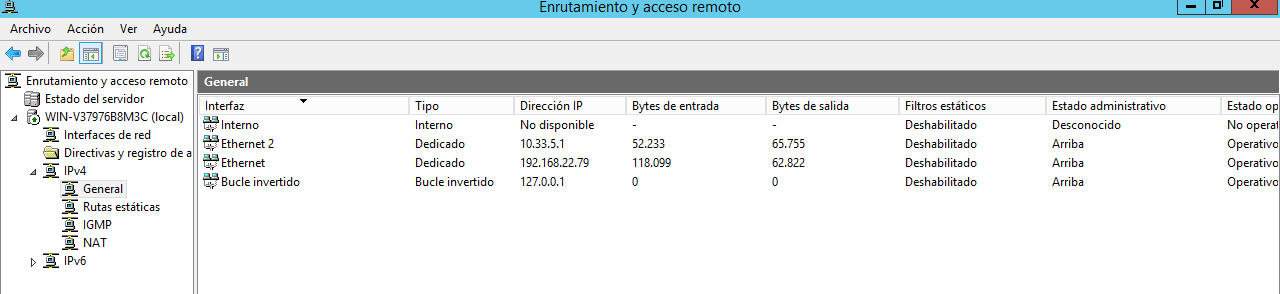 Enrutamiento y acceso remoto
Archivo Acción Ver Ayuda
Enrutamiento y acceso remoto
Estado del servidor
WIN-V37976B8M3C (local)
Interfaces de red
Directivas y registro de a
IPv4
General
Rutas estáticas
IGMP
NAT
IPv6
General
Interfaz Tipo Dirección IP Bytes de entrada Bytes de salida Filtros estáticos Estado administrativo Estado op
Interno Interno No disponible - - Deshabilitado Desconocido No operat
Ethernet 2 Dedicado 10.33.5.1 52.233 65.755 Deshabilitado Arriba Operativo
Ethernet Dedicado 192.168.22.79 118.099 62.822 Deshabilitado Arriba Operativo
Bucle invertido Bucle invertido 127.0.0.1 0 0 Deshabilitado Arriba Operativo